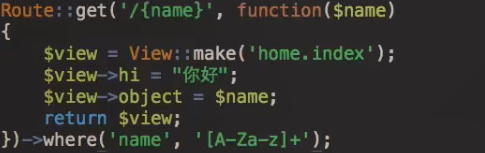 Route::get('/{name}', function($name)
{
    $view = View::make('home.index');
    $view->hi = "你好";
    $view->object = $name;
    return $view;
})->where('name', '[A-Za-z]+');